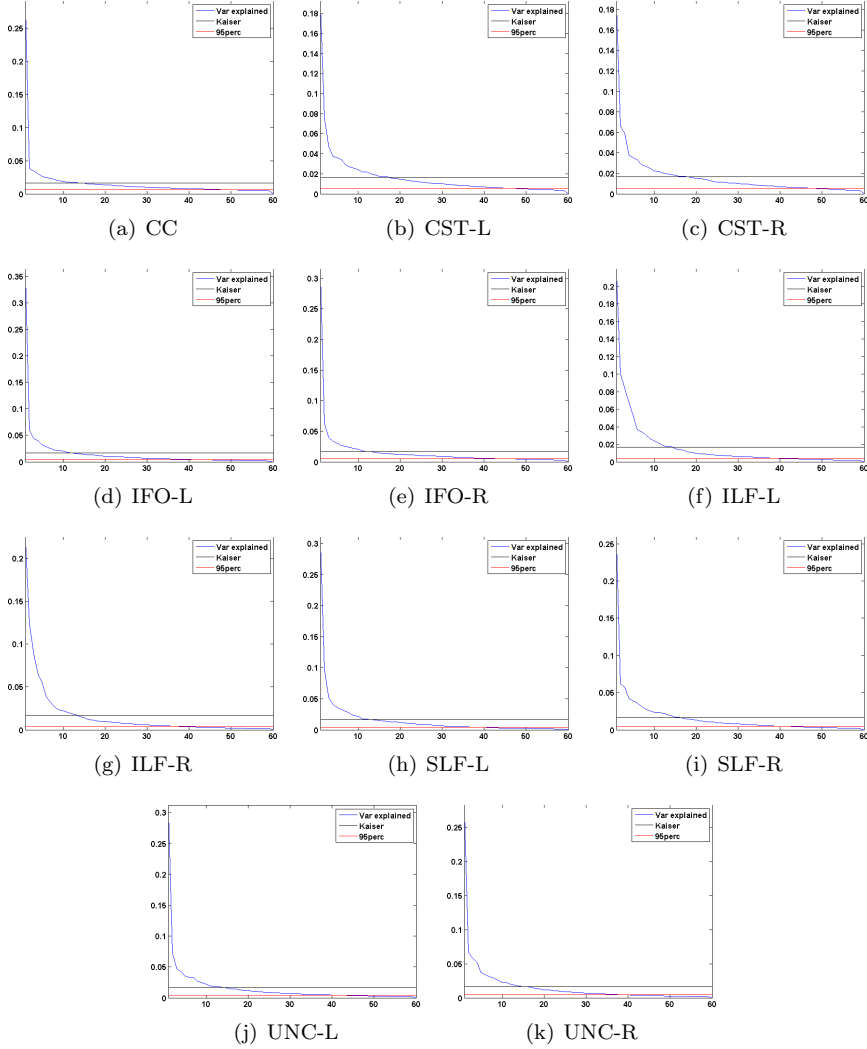 0.25
0.2
0.15
0.1
0.05
0
10 20 30 40 50 60
Var explained
Kaiser
95perc
(a) CC
0.18
0.16
0.14
0.12
0.1
0.08
0.06
0.04
0.02
0
10 20 30 40 50 60
Var explained
Kaiser
95perc
(b) CST-L
0.18
0.16
0.14
0.12
0.1
0.08
0.06
0.04
0.02
0
10 20 30 40 50 60
Var explained
Kaiser
95perc
(c) CST-R
0.35
0.3
0.25
0.2
0.15
0.1
0.05
0
10 20 30 40 50 60
Var explained
Kaiser
95perc
(d) IFO-L
0.3
0.25
0.2
0.15
0.1
0.05
0
10 20 30 40 50 60
Var explained
Kaiser
95perc
(e) IFO-R
0.2
0.18
0.16
0.14
0.12
0.1
0.08
0.06
0.04
0.02
0
10 20 30 40 50 60
Var explained
Kaiser
95perc
(f) ILF-L
0.2
0.15
0.1
0.05
0
10 20 30 40 50 60
Var explained
Kaiser
95perc
(g) ILF-R
0.3
0.25
0.2
0.15
0.1
0.05
0
10 20 30 40 50 60
Var explained
Kaiser
95perc
(h) SLF-L
0.25
0.2
0.15
0.1
0.05
0
10 20 30 40 50 60
Var explained
Kaiser
95perc
(i) SLF-R
0.3
0.25
0.2
0.15
0.1
0.05
0
10 20 30 40 50 60
Var explained
Kaiser
95perc
(j) UNC-L
0.25
0.2
0.15
0.1
0.05
0
10 20 30 40 50 60
Var explained
Kaiser
95perc
(k) UNC-R